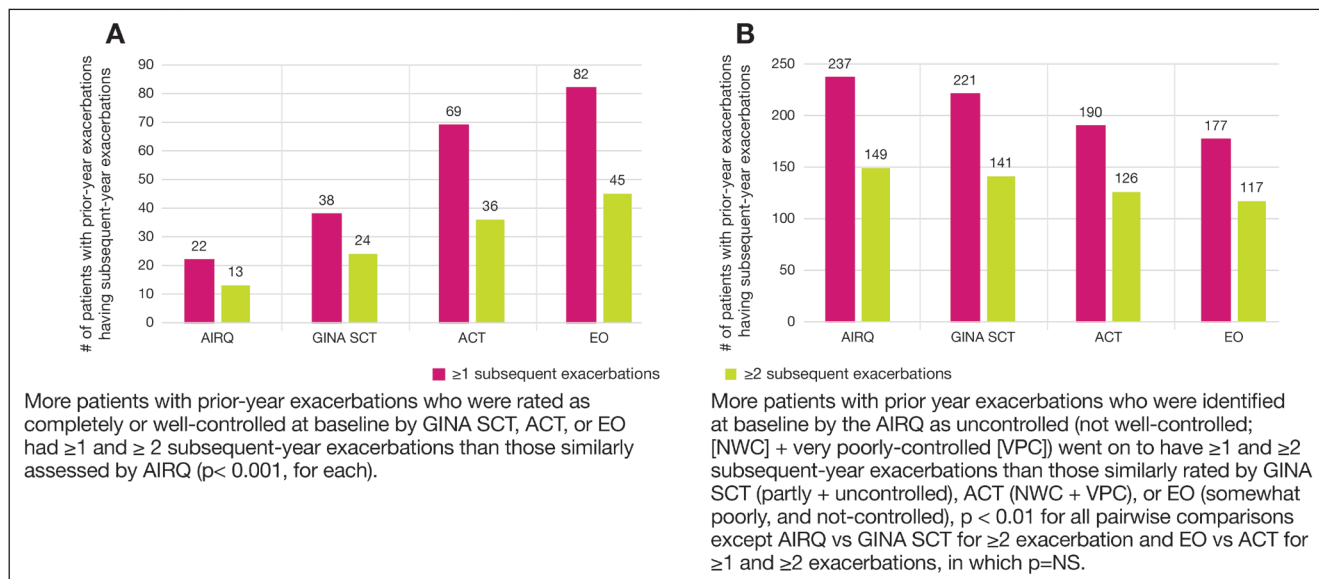 A
# of patients with prior-year exacerbations
having subsequent-year exacerbations
90
80
70
60
50
40
30
20
10
0
22
13
38
24
69
36
82
45
AIRQ
GINA SCT
ACT
EO
B
# of patients with prior-year exacerbations
having subsequent-year exacerbations
250
200
150
100
50
0
237
149
221
141
190
126
177
117
AIRQ
GINA SCT
ACT
EO
≥1 subsequent exacerbations
≥2 subsequent exacerbations
More patients with prior-year exacerbations who were rated as
completely or well-controlled at baseline by GINA SCT, ACT, or EO
had ≥1 and ≥ 2 subsequent-year exacerbations than those similarly
assessed by AIRQ (p< 0.001, for each).
More patients with prior year exacerbations who were identified
at baseline by the AIRQ as uncontrolled (not well-controlled;
[NWC] + very poorly-controlled [VPC]) went on to have ≥1 and ≥2
subsequent-year exacerbations than those similarly rated by GINA
SCT (partly + uncontrolled), ACT (NWC + VPC), or EO (somewhat
poorly, and not-controlled), p < 0.01 for all pairwise comparisons
except AIRQ vs GINA SCT for ≥2 exacerbation and EO vs ACT for
≥1 and ≥2 exacerbations, in which p=NS.